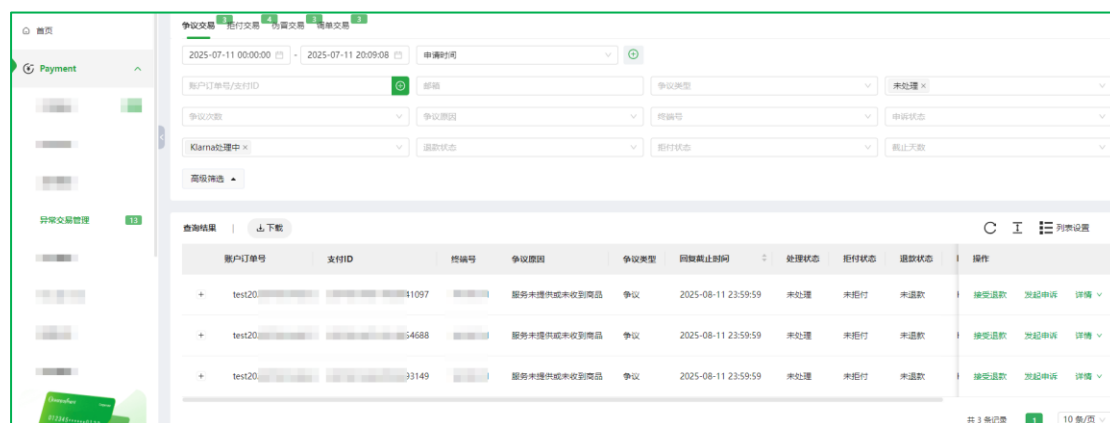 首页
Payment
异常交易管理 13
争议交易 3 拒付交易 4 伪冒交易 3 调单交易 3
2025-07-11 00:00:00 - 2025-07-11 20:09:08 申请时间
账户订单号/支付ID 邮箱 争议类型 未处理 ×
争议次数 争议原因 终端号 申诉状态
Klarna处理中 × 退款状态 拒付状态 截止天数
高级筛选
查询结果 | 下载 列表设置
账户订单号 支付ID 终端号 争议原因 争议类型 回复截止时间 处理状态 拒付状态 退款状态 操作
+ test20 41097 服务未提供或未收到商品 争议 2025-08-11 23:59:59 未处理 未拒付 未退款 接受退款 发起申诉 详情
+ test20 54688 服务未提供或未收到商品 争议 2025-08-11 23:59:59 未处理 未拒付 未退款 接受退款 发起申诉 详情
+ test20 93149 服务未提供或未收到商品 争议 2025-08-11 23:59:59 未处理 未拒付 未退款 接受退款 发起申诉 详情
共 3 条记录 1 10 条/页